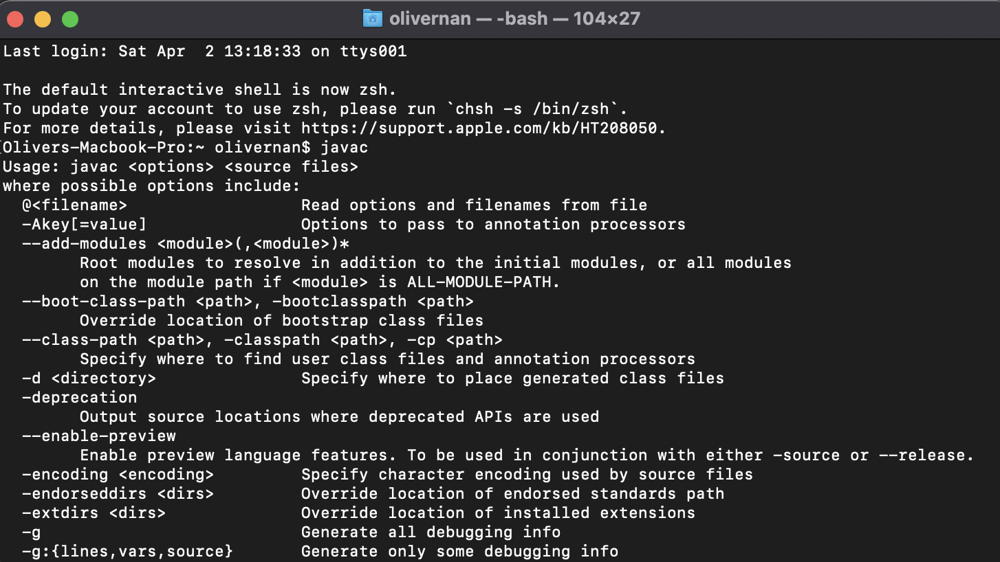 olivernan — -bash — 104×27
Last login: Sat Apr  2 13:18:33 on ttys001
The default interactive shell is now zsh.
To update your account to use zsh, please run `chsh -s /bin/zsh`.
For more details, please visit https://support.apple.com/kb/HT208050.
Olivers-Macbook-Pro:~ olivernan$ javac
Usage: javac <options> <source files>
where possible options include:
  @<filename>                  Read options and filenames from file
  -Akey[=value]                Options to pass to annotation processors
  --add-modules <module>(,<module>)*
        Root modules to resolve in addition to the initial modules, or all modules
        on the module path if <module> is ALL-MODULE-PATH.
  --boot-class-path <path>, -bootclasspath <path>
        Override location of bootstrap class files
  --class-path <path>, -classpath <path>, -cp <path>
        Specify where to find user class files and annotation processors
  -d <directory>               Specify where to place generated class files
  -deprecation
        Output source locations where deprecated APIs are used
  --enable-preview
        Enable preview language features. To be used in conjunction with either -source or --release.
  -encoding <encoding>         Specify character encoding used by source files
  -endorseddirs <dirs>         Override location of endorsed standards path
  -extdirs <dirs>              Override location of installed extensions
  -g                           Generate all debugging info
  -g:{lines,vars,source}       Generate only some debugging info